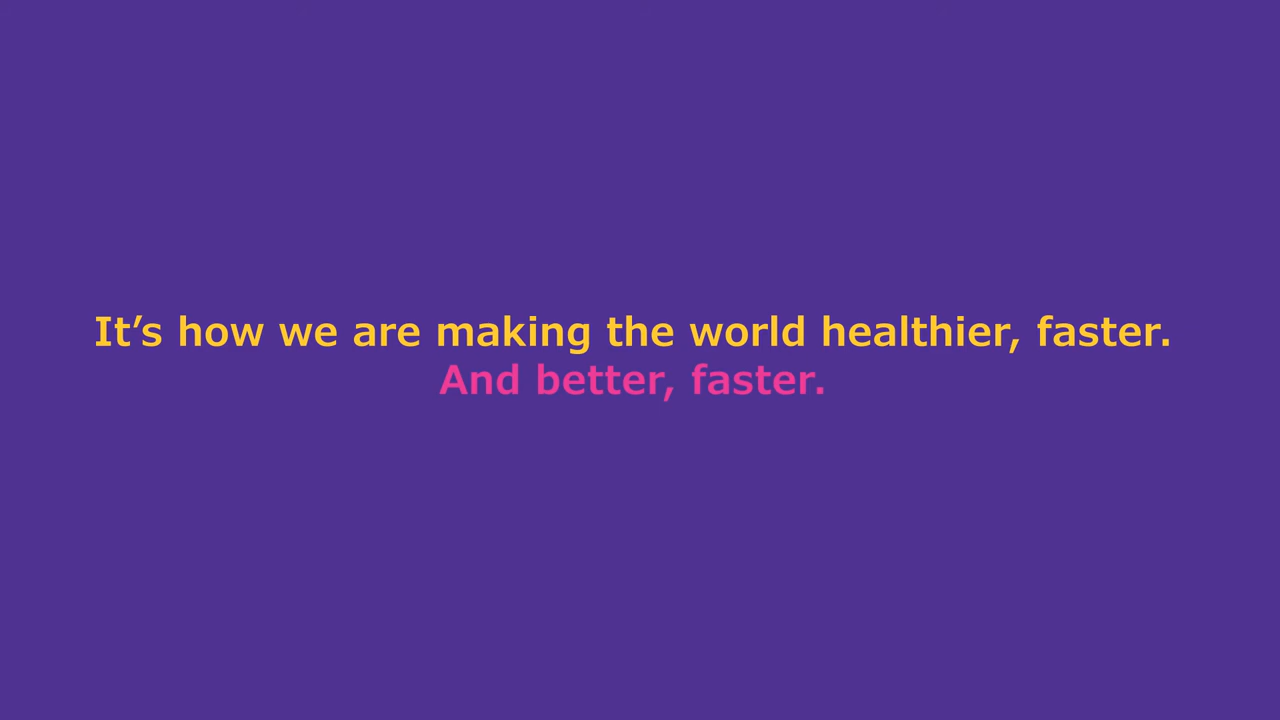 It’s how we are making the world healthier, faster.
And better, faster.